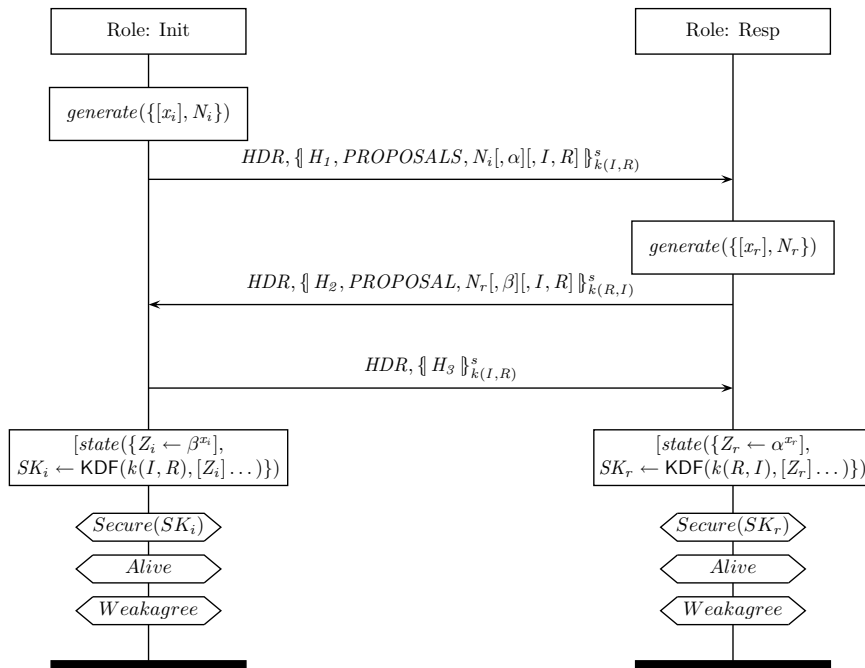 Role: Init
Role: Resp
generate({[x_i], N_i})
HDR, {| H_1, PROPOSALS, N_i[, α][, I, R] |}^s_{k(I,R)}
generate({[x_r], N_r})
HDR, {| H_2, PROPOSAL, N_r[, β][, I, R] |}^s_{k(R,I)}
HDR, {| H_3 |}^s_{k(I,R)}
[state({Z_i ← β^{x_i}],
SK_i ← KDF(k(I, R), [Z_i] . . .)})
[state({Z_r ← α^{x_r}],
SK_r ← KDF(k(R, I), [Z_r] . . .)})
Secure(SK_i)
Secure(SK_r)
Alive
Alive
Weakagree
Weakagree